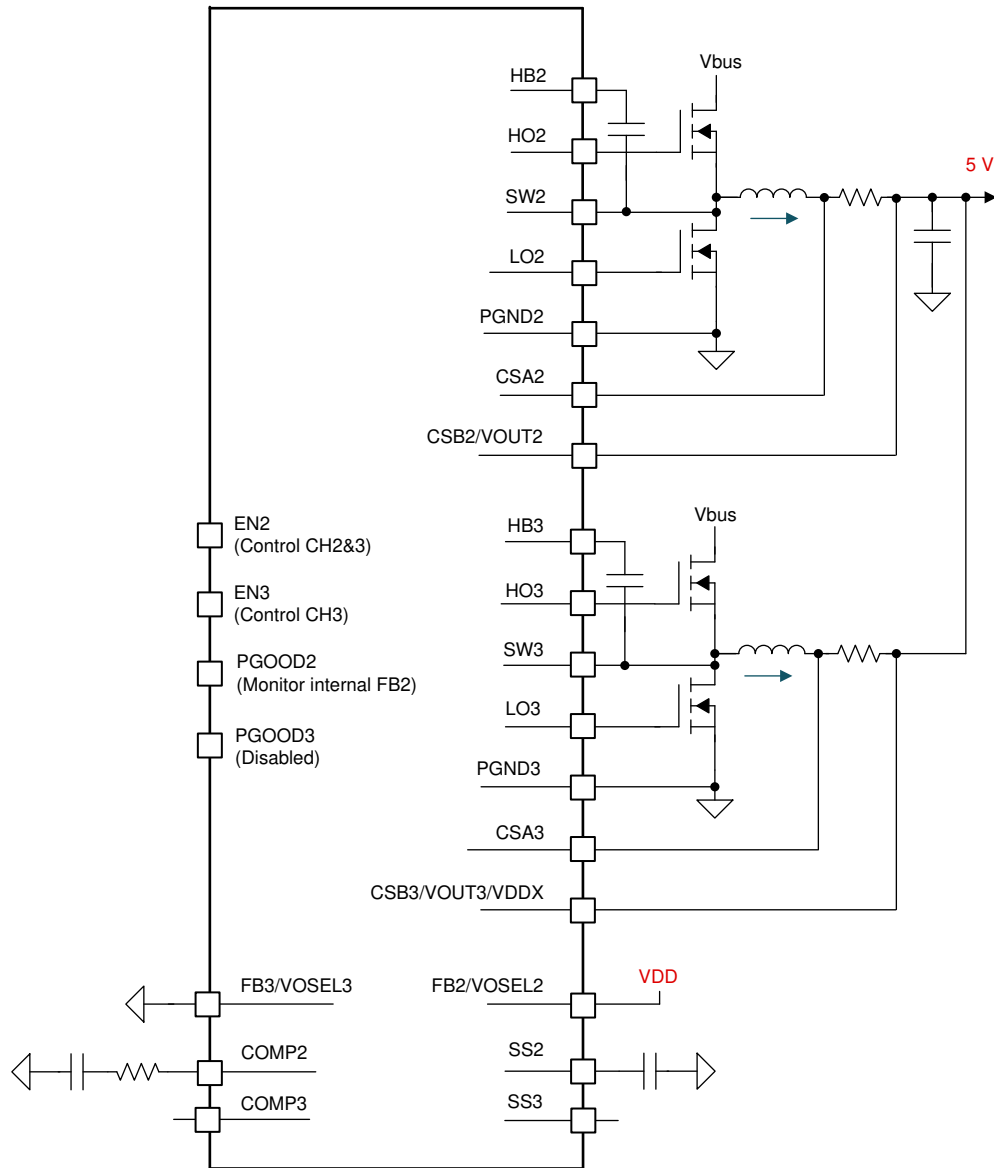 Vbus
HB2
HO2
5 V
SW2
LO2
PGND2
CSA2
CSB2/VOUT2
EN2
(Control CH2&3)
EN3
(Control CH3)
PGOOD2
(Monitor internal FB2)
PGOOD3
(Disabled)
Vbus
HB3
HO3
SW3
LO3
PGND3
CSA3
CSB3/VOUT3/VDDX
FB3/VOSEL3
FB2/VOSEL2
VDD
COMP2
SS2
COMP3
SS3